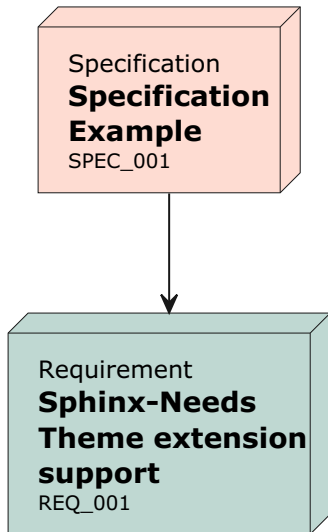 Specification
Specification
Example
SPEC_001
Requirement
Sphinx-Needs
Theme extension
support
REQ_001